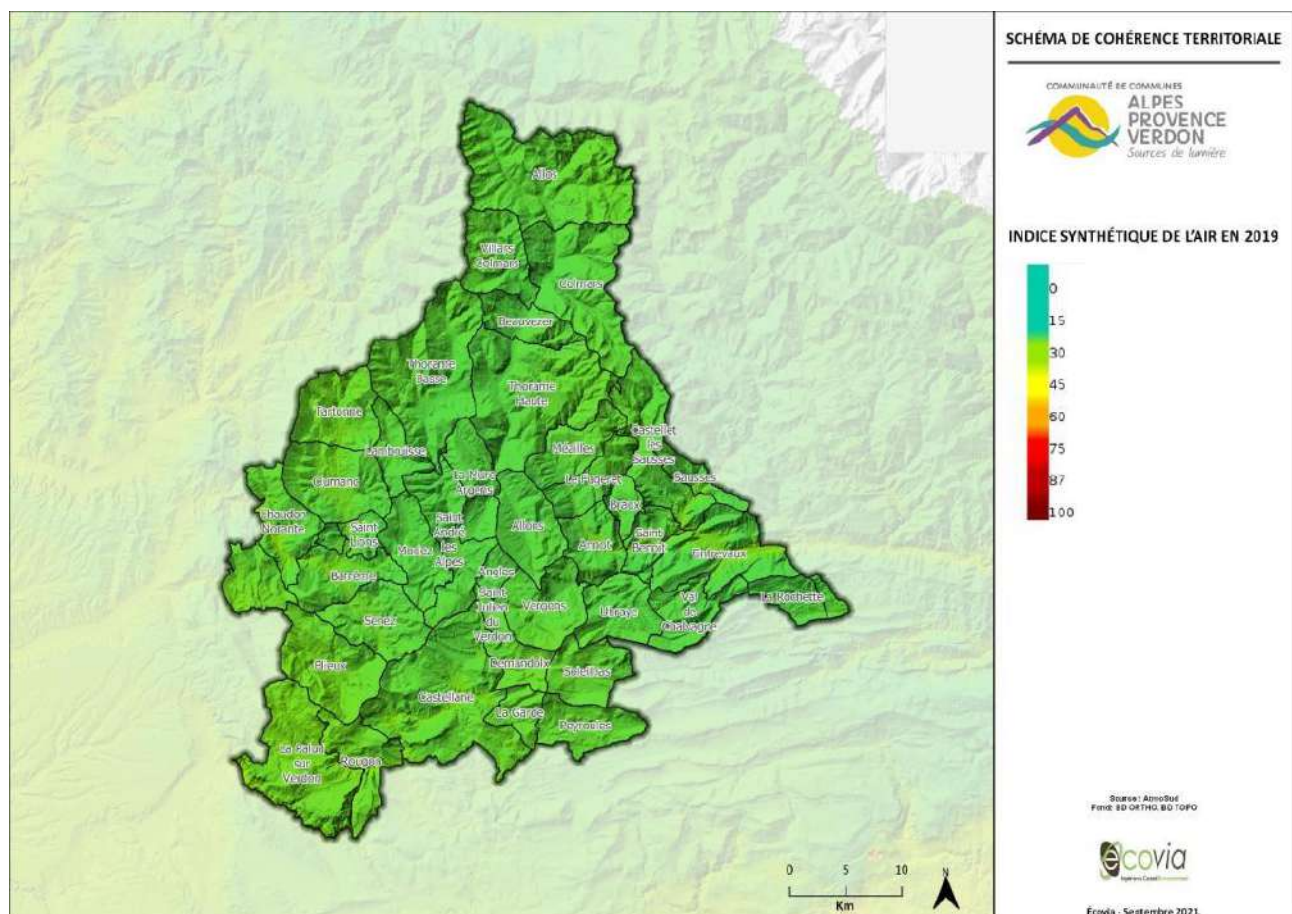 Allos
Villars
Colmars
Colmars
Beauvezer
Thorame
Basse
Thorame
Haute
Tartonne
Castellet
lès
Sausses
Lambruisse
Méailles
La Mure
Argens
Le Fugeret
Sausses
Clumanc
Braux
Chaudon
Norante
Saint
Lions
Saint
André
les
Alpes
Allons
Moriez
Annot
Saint
Benoît
Entrevaux
Barrême
Angles
Saint
Julien
du
Verdon
Vergons
Ubraye
Val
de
Chalvagne
La Rochette
Senez
Blieux
Demandolx
Soleilhas
Castellane
La Garde
Peyroules
La Palud
sur
Verdon
Rougon
0 5 10
Km
N
SCHÉMA DE COHÉRENCE TERRITORIALE
COMMUNAUTÉ DE COMMUNES
ALPES
PROVENCE
VERDON
Sources de lumière
INDICE SYNTHÉTIQUE DE L'AIR EN 2019
0
15
30
45
60
75
87
100
Source : AtmoSud
Fond: BD ORTHO, BD TOPO
écovia
Écovia - Septembre 2021